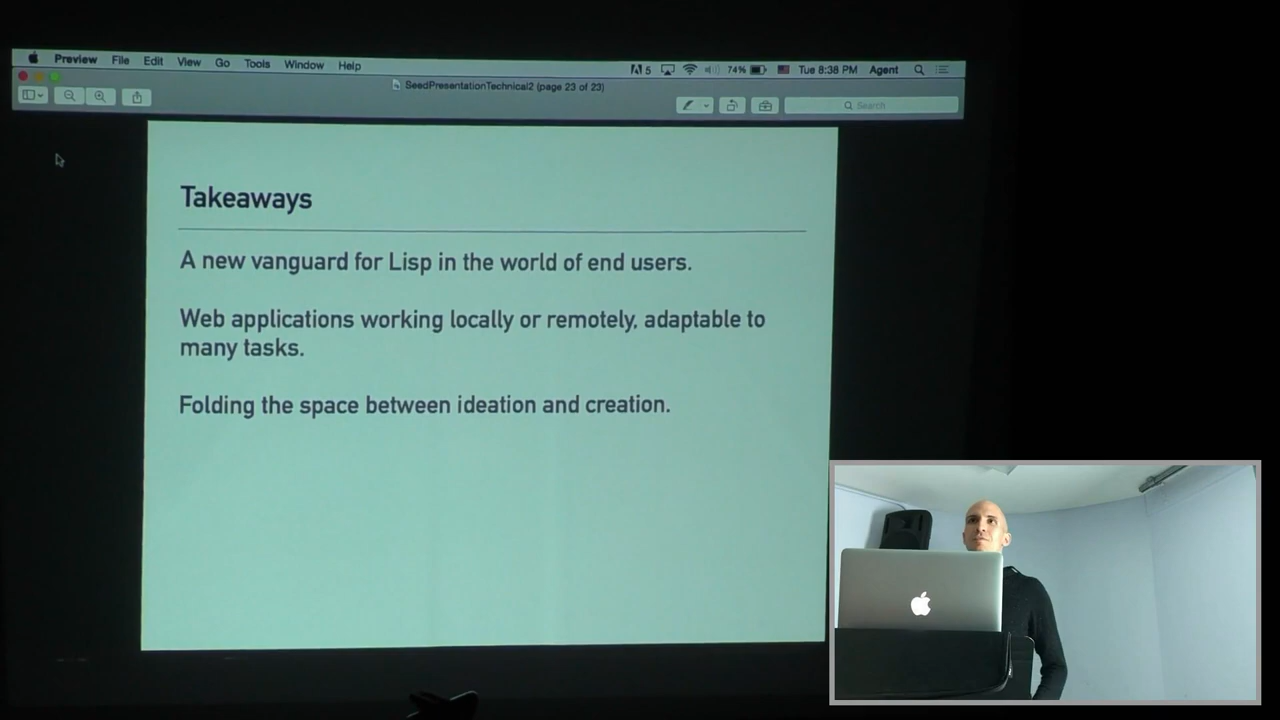 Preview File Edit View Go Tools Window Help
5 74% Tue 8:38 PM Agent
SeedPresentationTechnical2 (page 23 of 23)
Search
Takeaways
A new vanguard for Lisp in the world of end users.
Web applications working locally or remotely, adaptable to
many tasks.
Folding the space between ideation and creation.